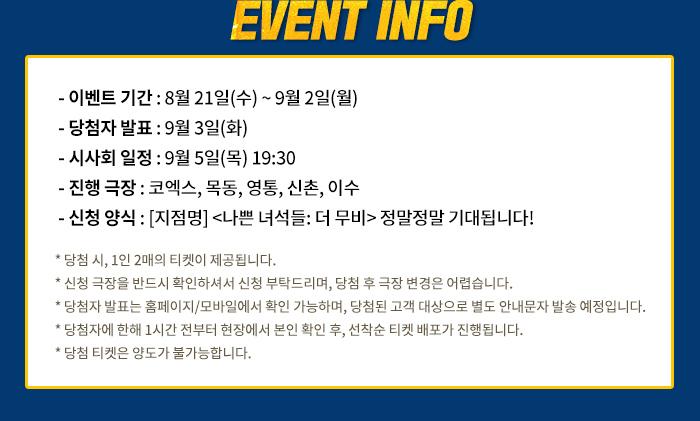 EVENT INFO
- 이벤트 기간 : 8월 21일(수) ~ 9월 2일(월)
- 당첨자 발표 : 9월 3일(화)
- 시사회 일정 : 9월 5일(목) 19:30
- 진행 극장 : 코엑스, 목동, 영통, 신촌, 이수
- 신청 양식 : [지점명] <나쁜 녀석들: 더 무비> 정말정말 기대됩니다!
* 당첨 시, 1인 2매의 티켓이 제공됩니다.
* 신청 극장을 반드시 확인하셔서 신청 부탁드리며, 당첨 후 극장 변경은 어렵습니다.
* 당첨자 발표는 홈페이지/모바일에서 확인 가능하며, 당첨된 고객 대상으로 별도 안내문자 발송 예정입니다.
* 당첨자에 한해 1시간 전부터 현장에서 본인 확인 후, 선착순 티켓 배포가 진행됩니다.
* 당첨 티켓은 양도가 불가능합니다.